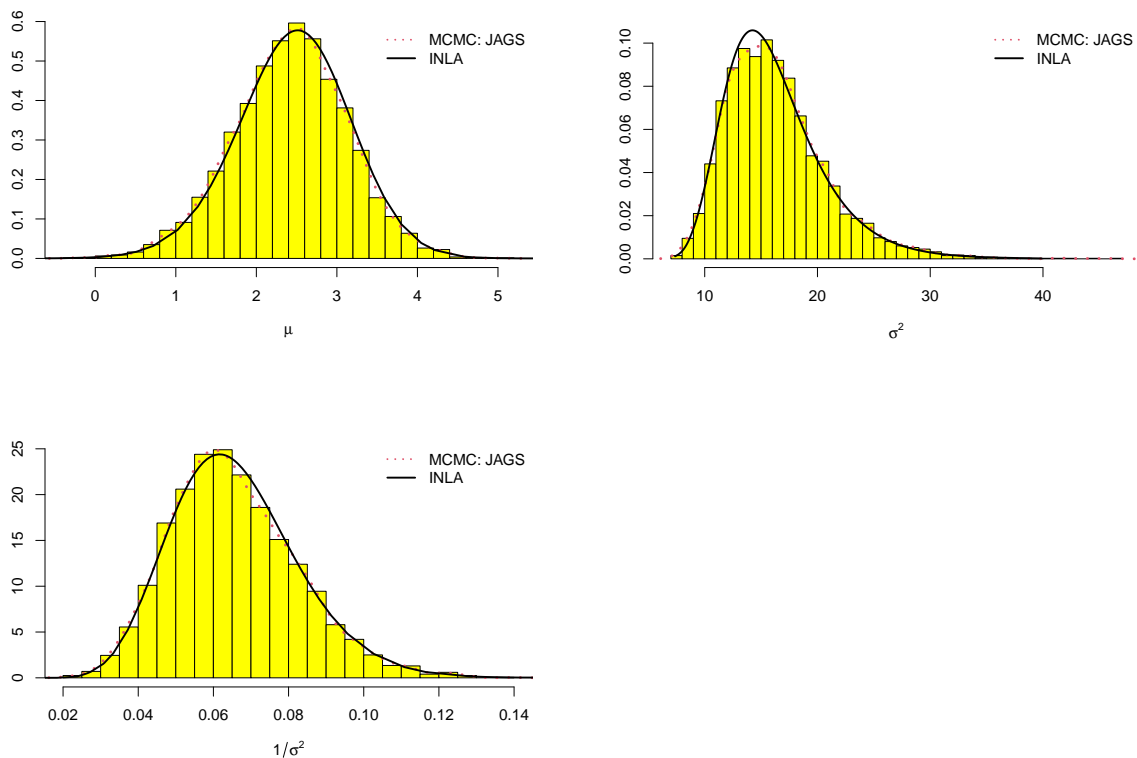 0.0 0.1 0.2 0.3 0.4 0.5 0.6
MCMC: JAGS
INLA
0 1 2 3 4 5
μ
0.00 0.02 0.04 0.06 0.08 0.10
MCMC: JAGS
INLA
10 20 30 40
σ²
0 5 10 15 20 25
MCMC: JAGS
INLA
0.02 0.04 0.06 0.08 0.10 0.12 0.14
1/σ²